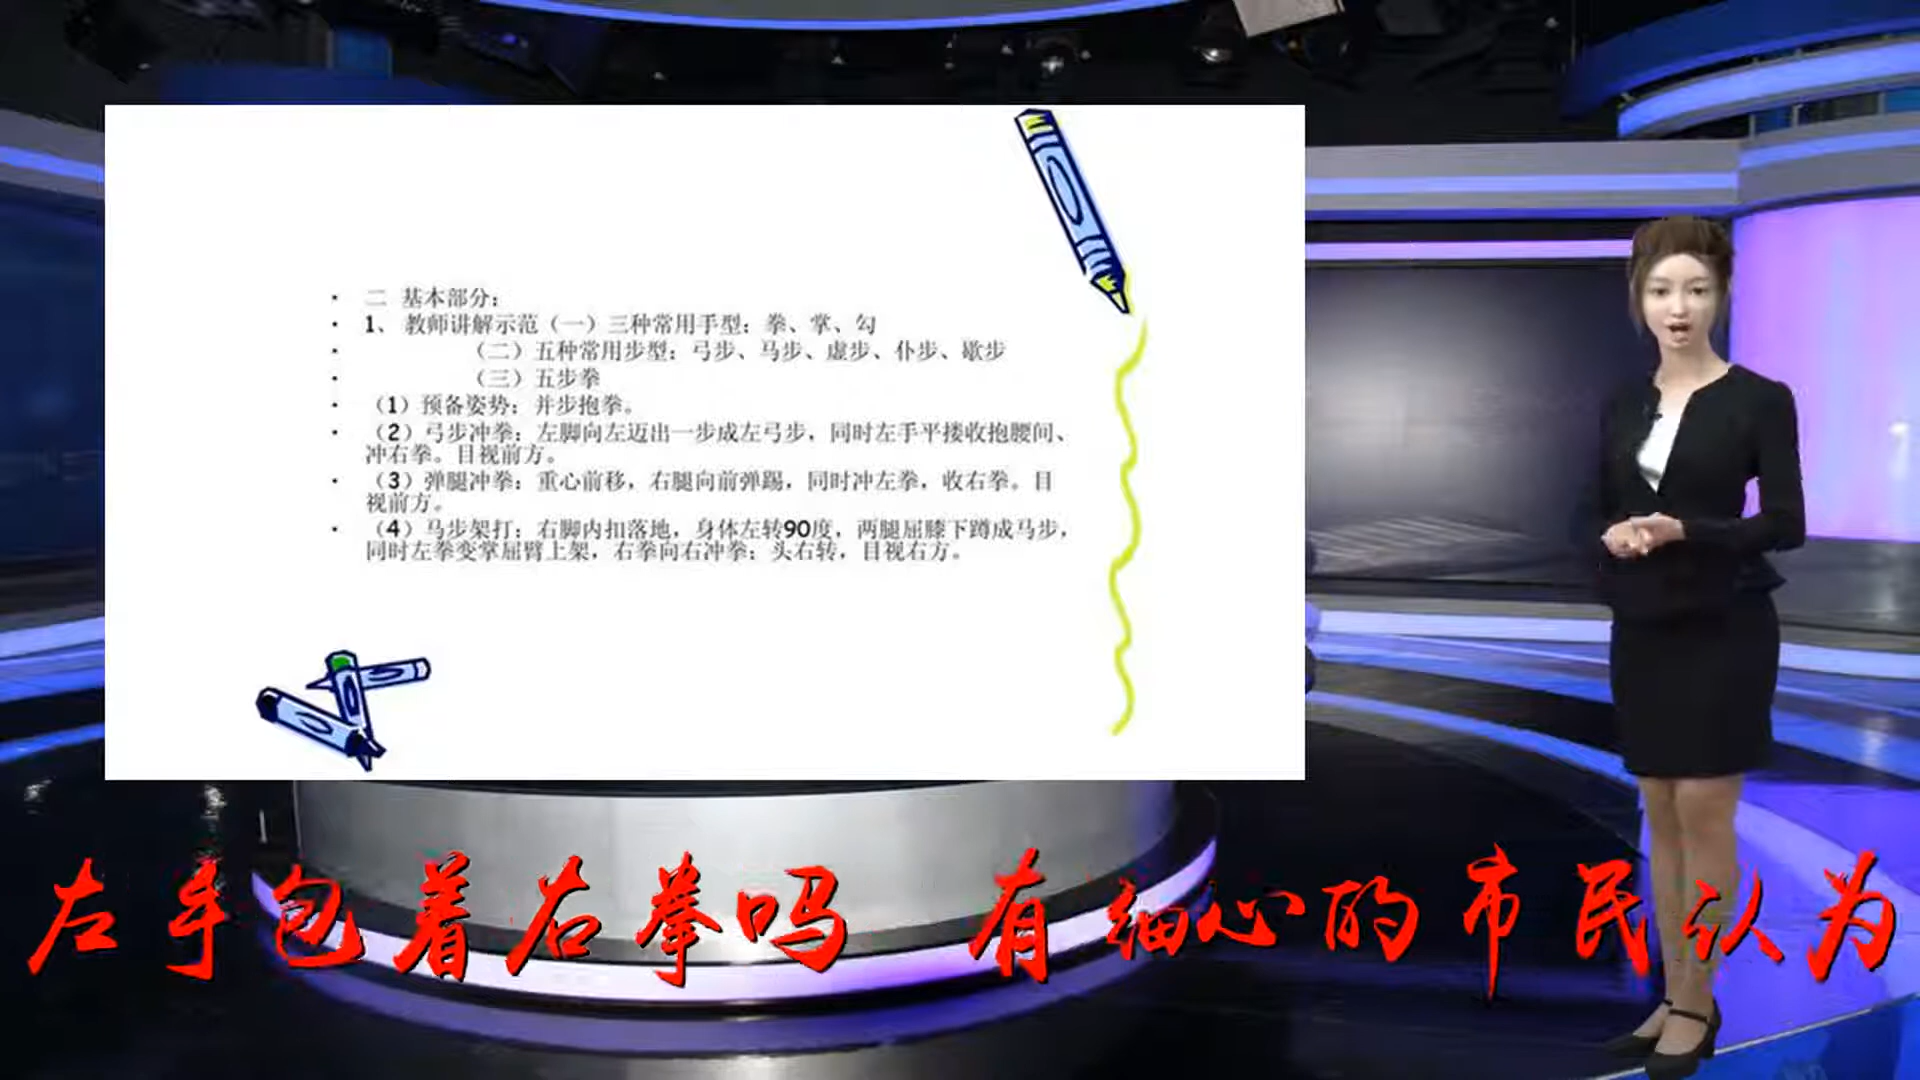 二 基本部分：
1、 教师讲解示范（一）三种常用手型：拳、掌、勾
（二）五种常用步型：弓步、马步、虚步、仆步、歇步
（三）五步拳
（1）预备姿势：并步抱拳。
（2）弓步冲拳：左脚向左迈出一步成左弓步，同时左手平搂收抱腰间、
冲右拳。目视前方。
（3）弹腿冲拳：重心前移，右腿向前弹踢，同时冲左拳，收右拳。目
视前方。
（4）马步架打：右脚内扣落地，身体左转90度，两腿屈膝下蹲成马步，
同时左拳变掌屈臂上架，右拳向右冲拳；头右转，目视右方。
左手包着右拳吗 有细心的市民认为